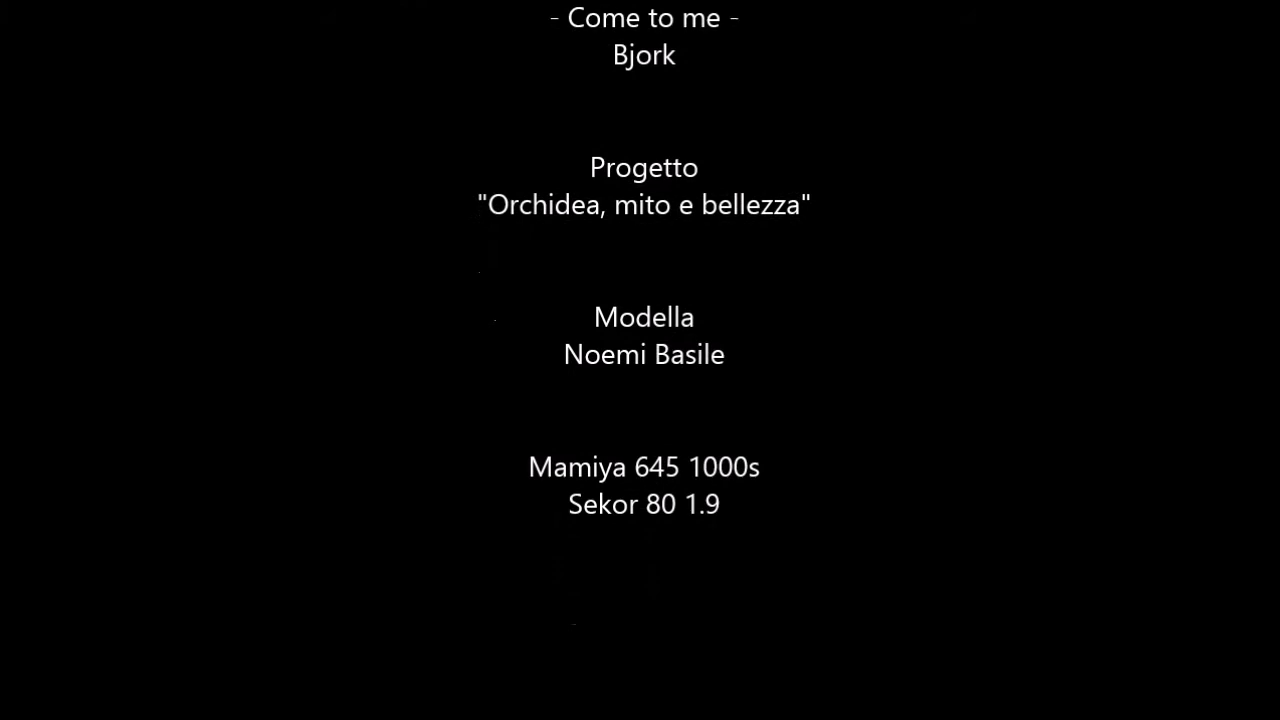 - Come to me -
Bjork
Progetto
"Orchidea, mito e bellezza"
Modella
Noemi Basile
Mamiya 645 1000s
Sekor 80 1.9